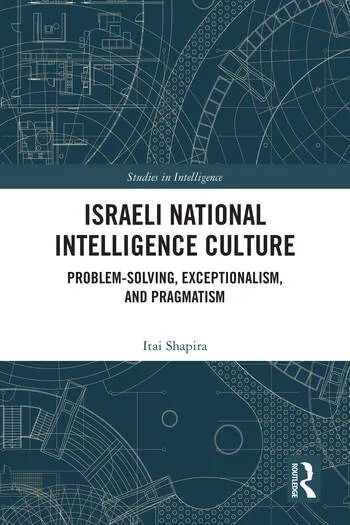 Studies in Intelligence
ISRAELI NATIONAL
INTELLIGENCE CULTURE
PROBLEM-SOLVING, EXCEPTIONALISM,
AND PRAGMATISM
Itai Shapira
ROUTLEDGE